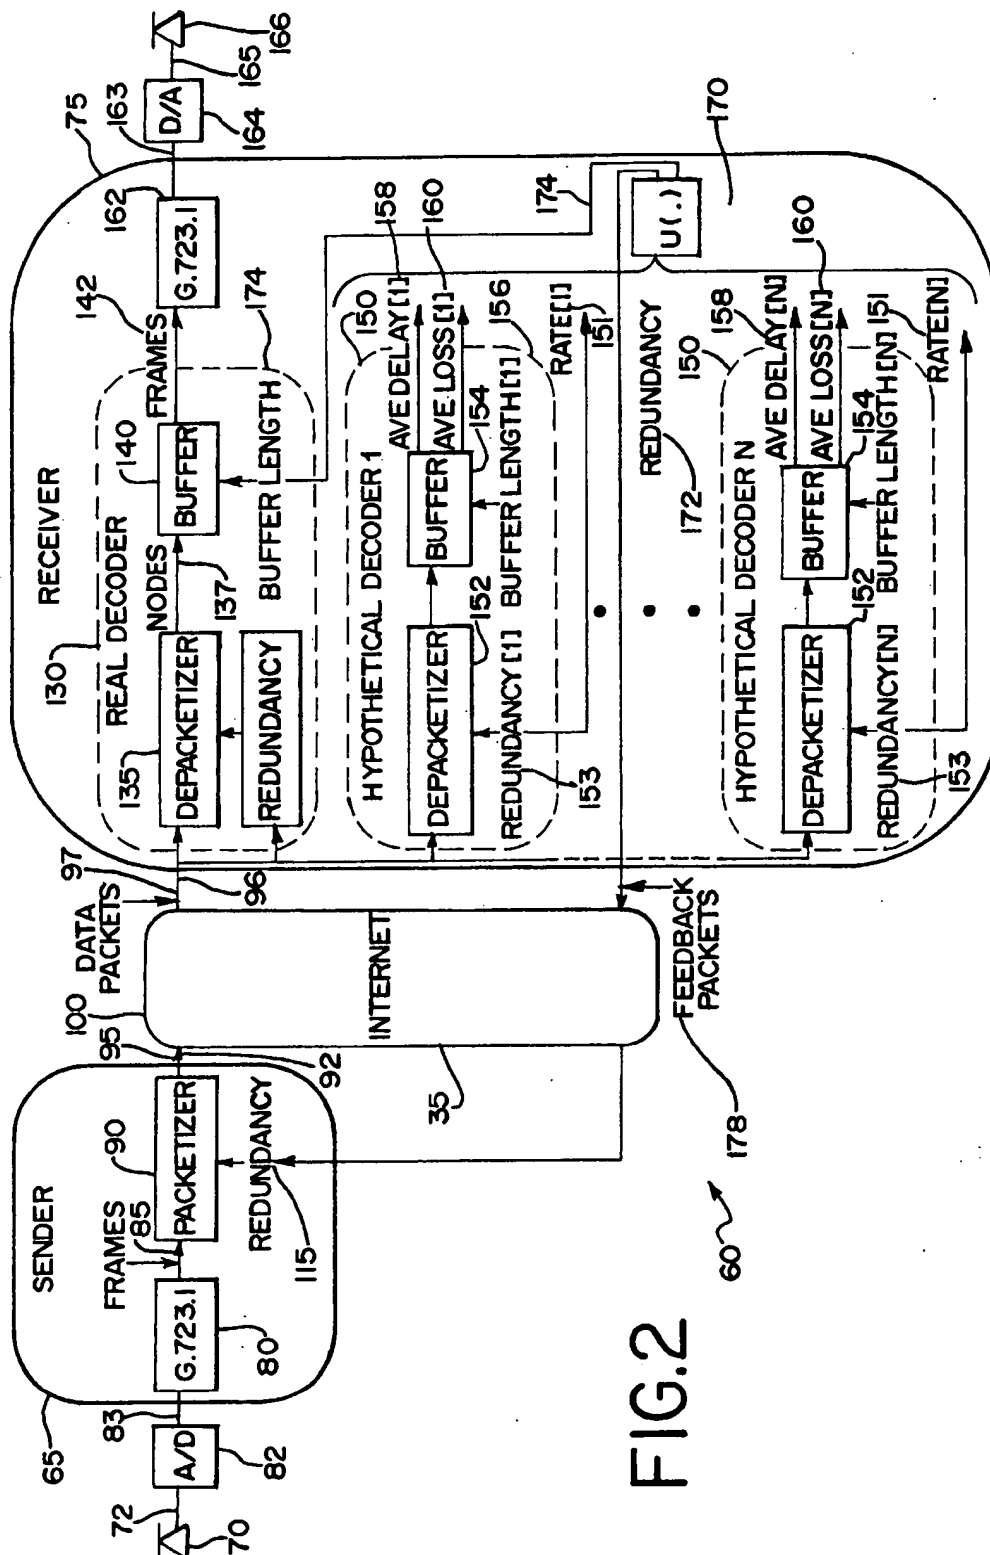 70
72
A/D
82
83
65
SENDER
G.723.1
80
FRAMES
85
PACKETIZER
90
REDUNDANCY
115
95
92
100
INTERNET
35
DATA
PACKETS
97
96
FEEDBACK
PACKETS
178
60
RECEIVER
75
130
REAL DECODER
135
DEPACKETIZER
REDUNDANCY
NODES
137
140
BUFFER
BUFFER LENGTH
174
FRAMES
142
G.723.1
162
163
D/A
164
165
166
HYPOTHETICAL DECODER 1
150
DEPACKETIZER
152
REDUNDANCY[1]
153
BUFFER
154
BUFFER LENGTH[1]
156
AVE DELAY[1]
158
AVE LOSS[1]
160
RATE[1]
151
REDUNDANCY
172
174
U(.)
170
HYPOTHETICAL DECODER N
150
DEPACKETIZER
152
REDUNDANCY[N]
153
BUFFER
154
BUFFER LENGTH[N]
AVE DELAY[N]
158
AVE LOSS[N]
160
RATE[N]
151
FIG.2